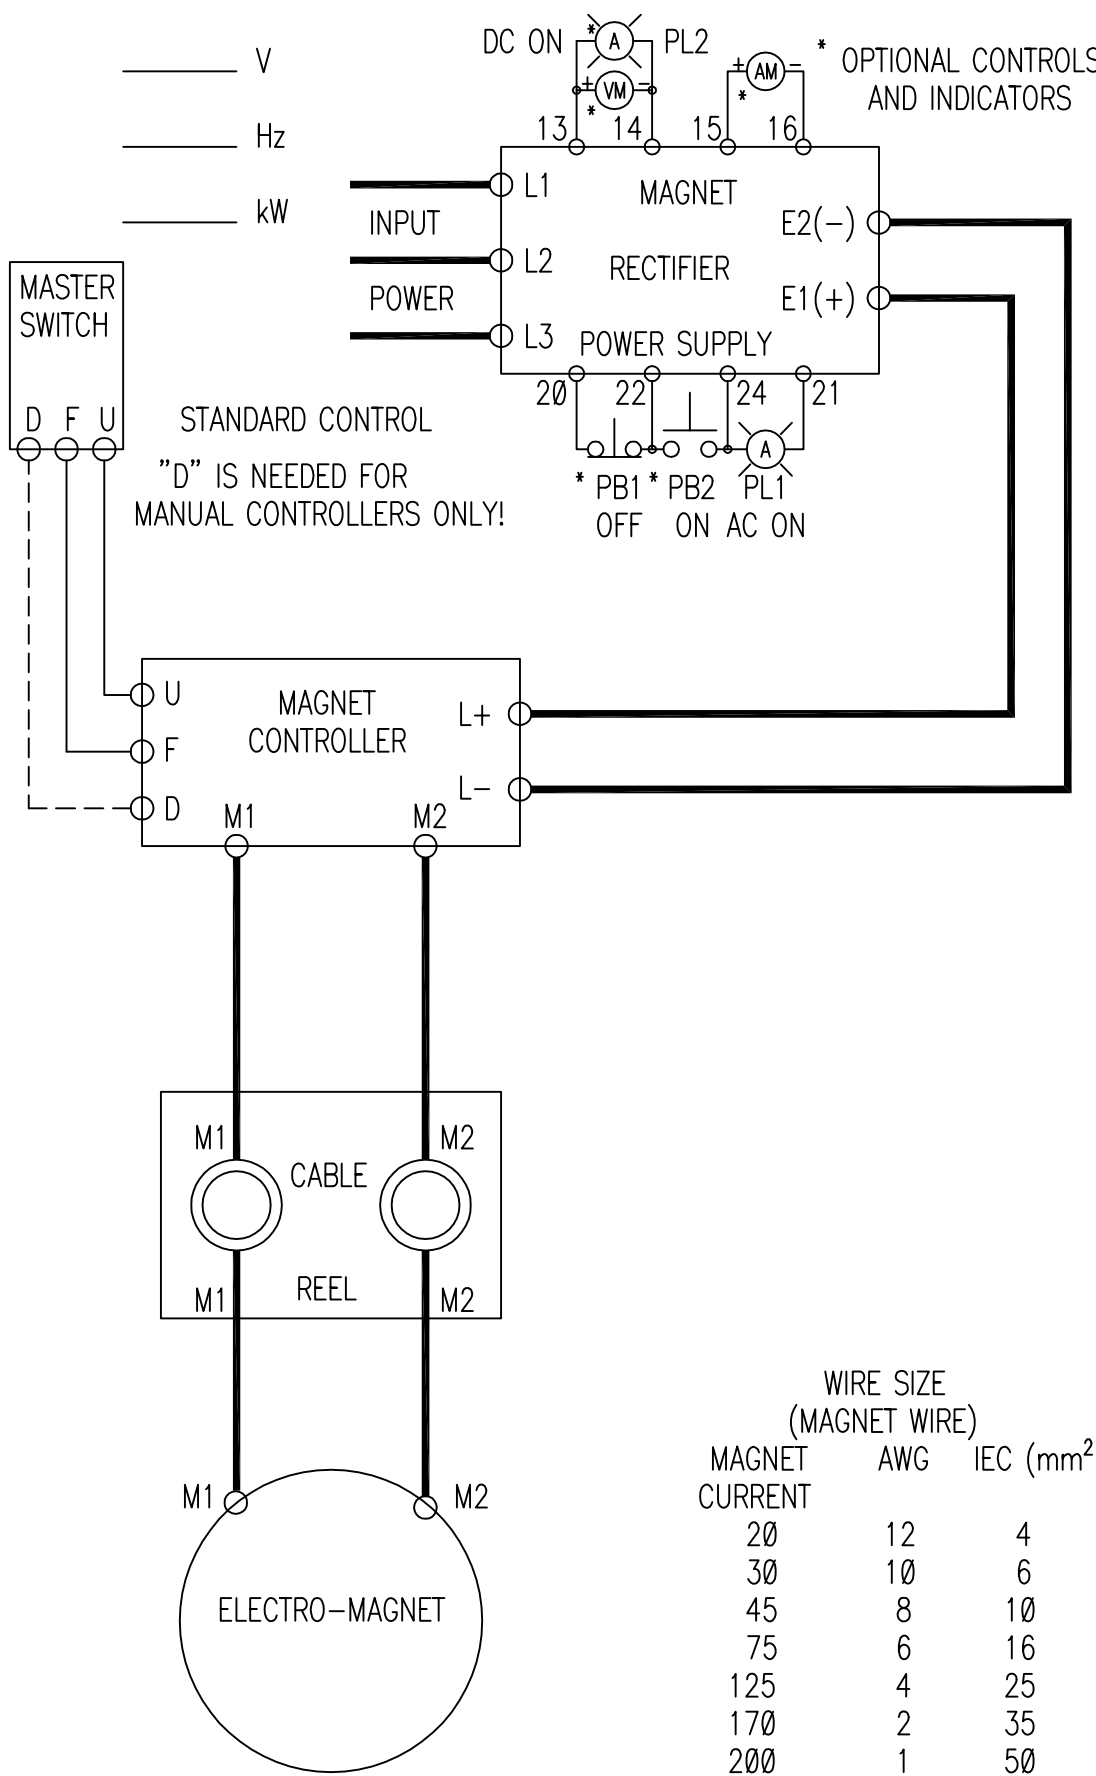 V
Hz
kW
DC ON * A PL2
+ VM -
*
+ AM -
*
* OPTIONAL CONTROLS
AND INDICATORS
13 14 15 16
L1 MAGNET
INPUT E2(-)
L2 RECTIFIER
POWER E1(+)
L3 POWER SUPPLY
20 22 24 21
A
* PB1 * PB2 PL1
OFF ON AC ON
MASTER
SWITCH
D F U
STANDARD CONTROL
"D" IS NEEDED FOR
MANUAL CONTROLLERS ONLY!
U MAGNET L+
F CONTROLLER
D L-
M1 M2
M1 M2
CABLE
REEL
M1 M2
M1 M2
ELECTRO-MAGNET
WIRE SIZE
(MAGNET WIRE)
MAGNET AWG IEC (mm²
CURRENT
20 12 4
30 10 6
45 8 10
75 6 16
125 4 25
170 2 35
200 1 50